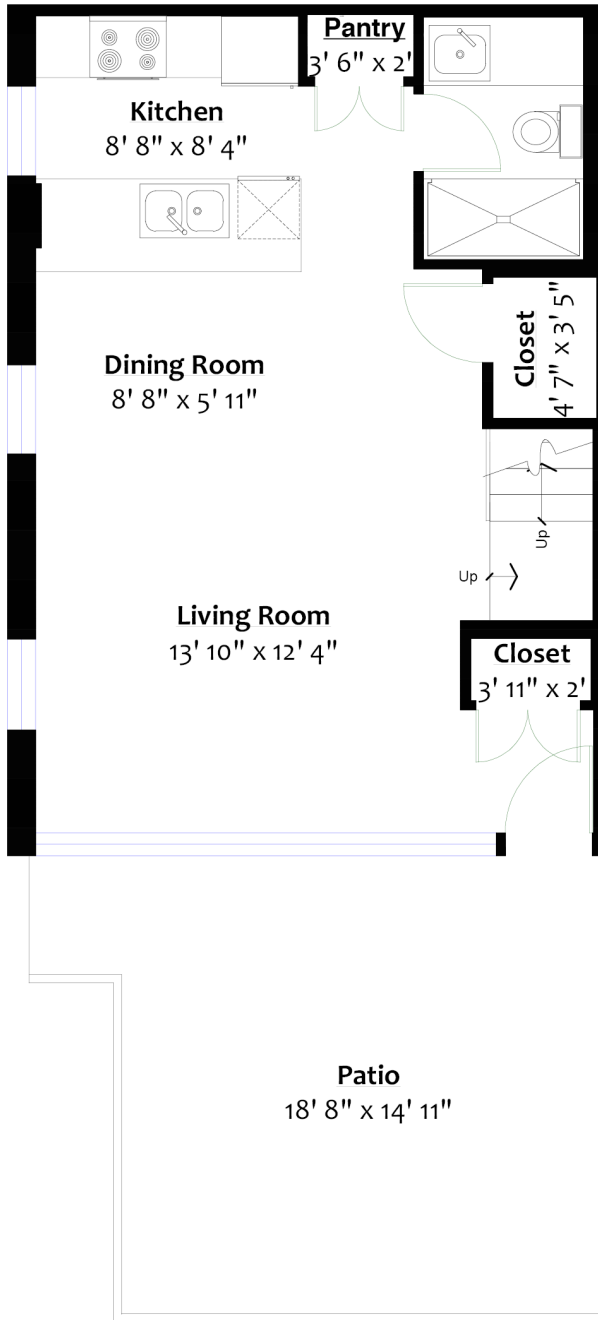 Pantry
3' 6" x 2'
Kitchen
8' 8" x 8' 4"
Closet
4' 7" x 3' 5"
Dining Room
8' 8" x 5' 11"
Up
Up
Living Room
13' 10" x 12' 4"
Closet
3' 11" x 2'
Patio
18' 8" x 14' 11"